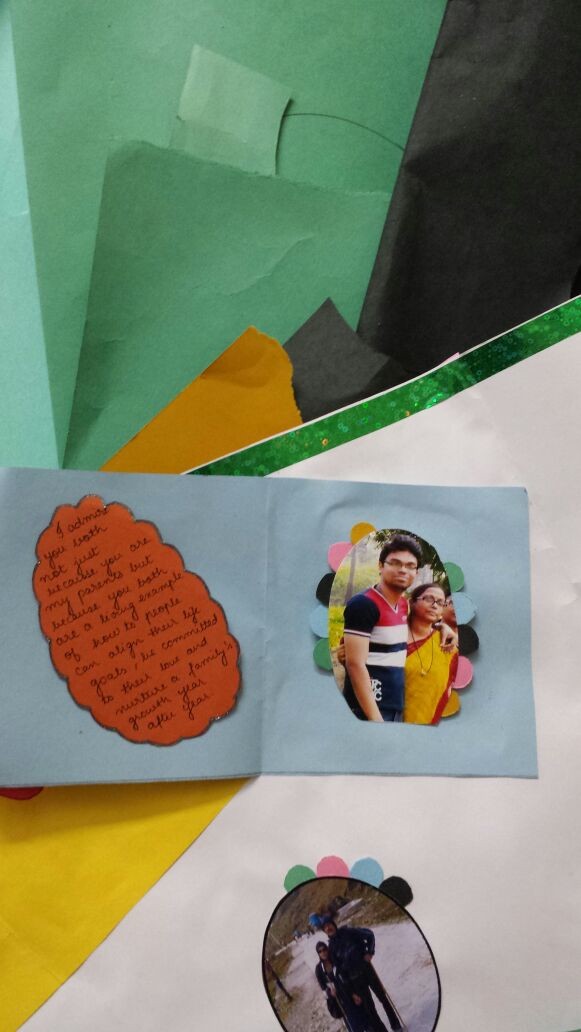 I admire
you both
not just
because you are
my parents but
because you both
are a living example
of how to people
can align their life
goals, be committed
to their love and
nurture a family's
growth year
after year